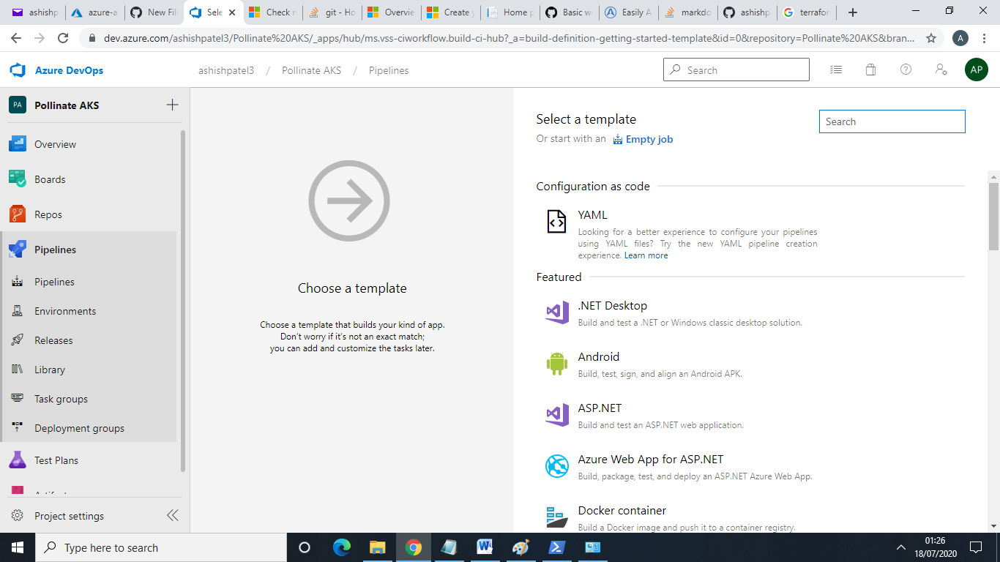 ashishp.
azure-a
New File
Sele
Check r
git - Ho
Overvie
Create y
Home p
Basic w
Easily A
markdo
ashishp
terrafor
dev.azure.com/ashishpatel3/Pollinate%20AKS/_apps/hub/ms.vss-ciworkflow.build-ci-hub?_a=build-definition-getting-started-template&id=0&repository=Pollinate%20AKS&bran...
A
Azure DevOps
ashishpatel3 / Pollinate AKS / Pipelines
Search
AP
PA Pollinate AKS
Overview
Boards
Repos
Pipelines
Pipelines
Environments
Releases
Library
Task groups
Deployment groups
Test Plans
Project settings
Choose a template
Choose a template that builds your kind of app.
Don't worry if it's not an exact match;
you can add and customize the tasks later.
Select a template
Or start with an Empty job
Search
Configuration as code
YAML
Looking for a better experience to configure your pipelines
using YAML files? Try the new YAML pipeline creation
experience. Learn more
Featured
.NET Desktop
Build and test a .NET or Windows classic desktop solution.
Android
Build, test, sign, and align an Android APK.
ASP.NET
Build and test an ASP.NET web application.
Azure Web App for ASP.NET
Build, package, test, and deploy an ASP.NET Azure Web App.
Docker container
Build a Docker image and push it to a container registry.
Type here to search
01:26
18/07/2020